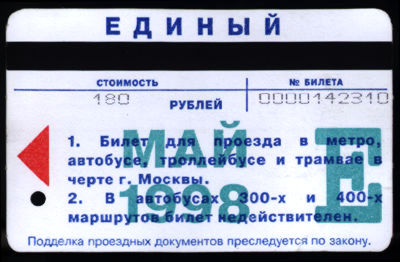 ЕДИНЫЙ
СТОИМОСТЬ № БИЛЕТА
180 РУБЛЕЙ 0000142310
МАЙ
1998
Е
1. Билет для проезда в метро,
автобусе, троллейбусе и трамвае в
черте г. Москвы.
2. В автобусах 300-х и 400-х
маршрутов билет недействителен.
Подделка проездных документов преследуется по закону.